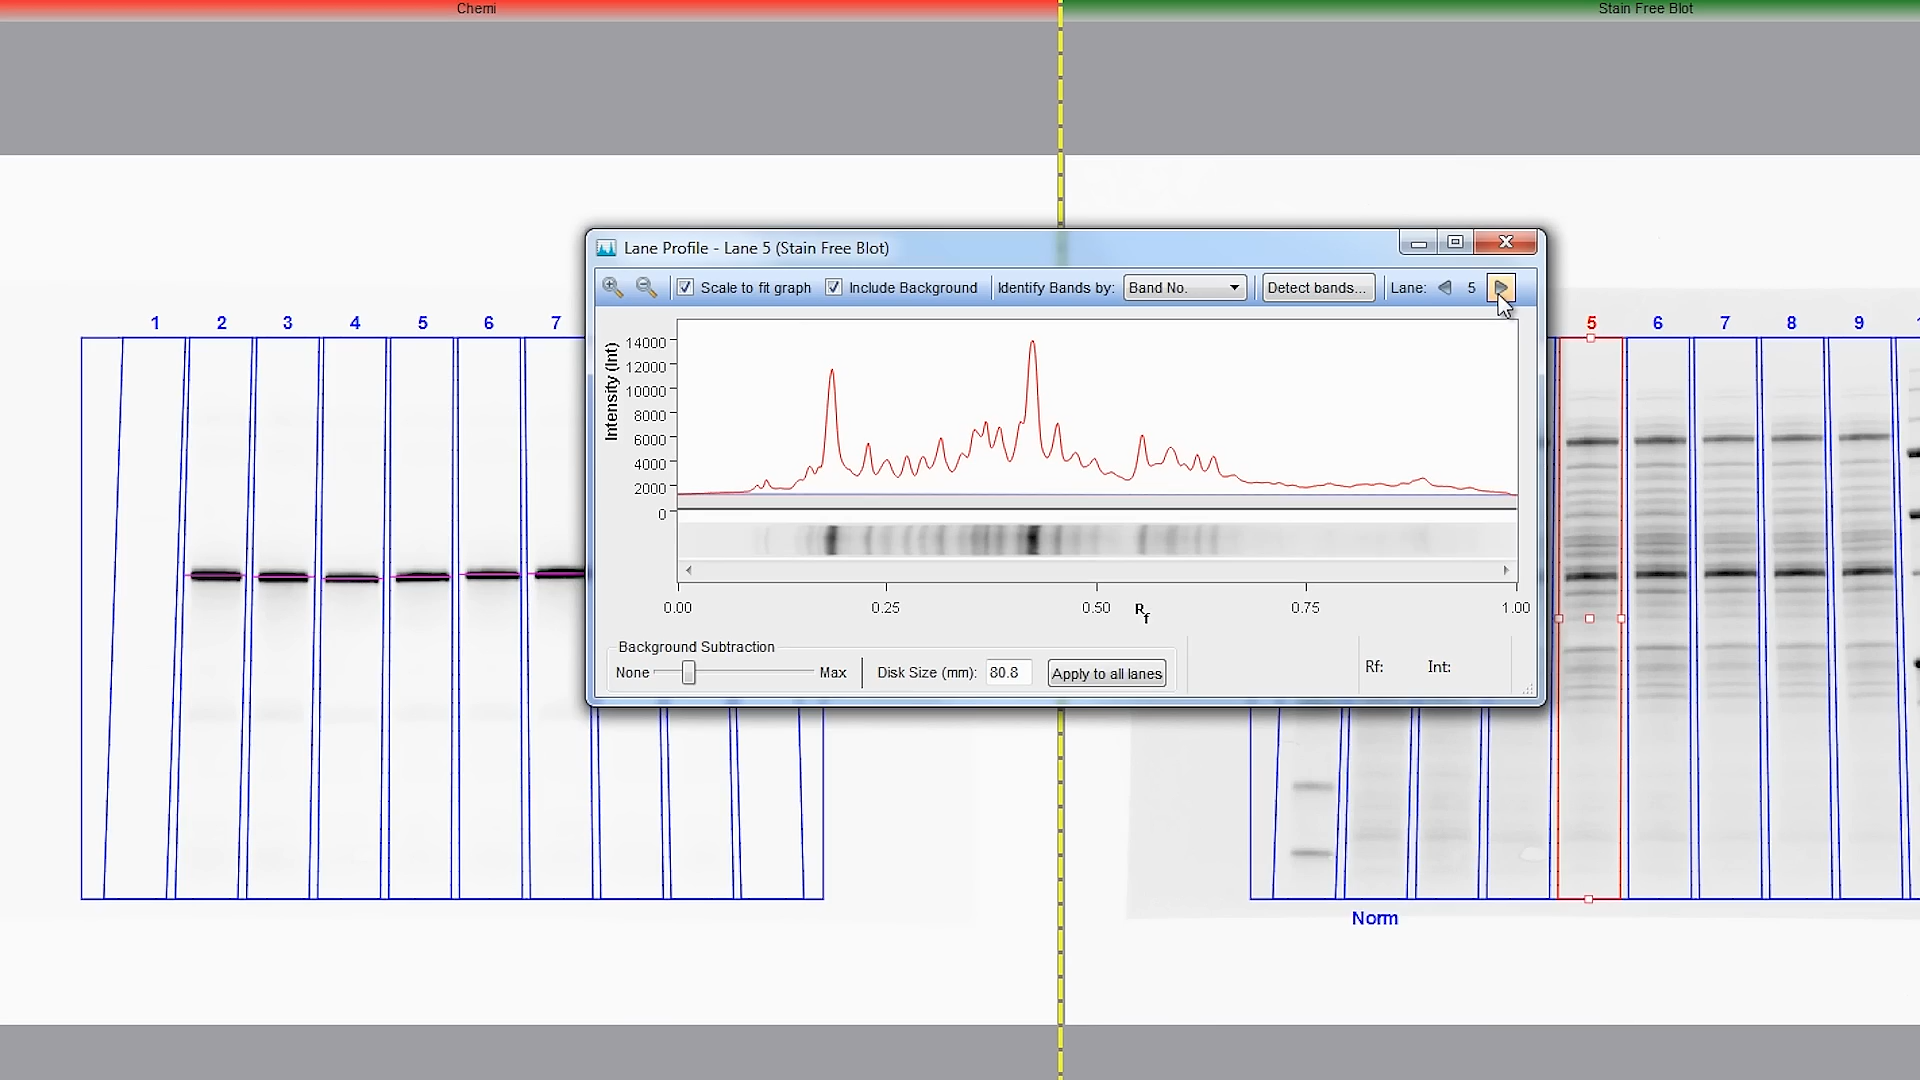 Chemi
Stain Free Blot
Lane Profile - Lane 5 (Stain Free Blot)
Scale to fit graph
Include Background
Identify Bands by:
Band No.
Detect bands...
Lane:
5
1 2 3 4 5 6 7
5 6 7 8 9
Intensity (Int)
14000
12000
10000
8000
6000
4000
2000
0
0.00 0.25 0.50 0.75 1.00
Rf
Background Subtraction
None
Max
Disk Size (mm):
80.8
Apply to all lanes
Rf:
Int:
Norm